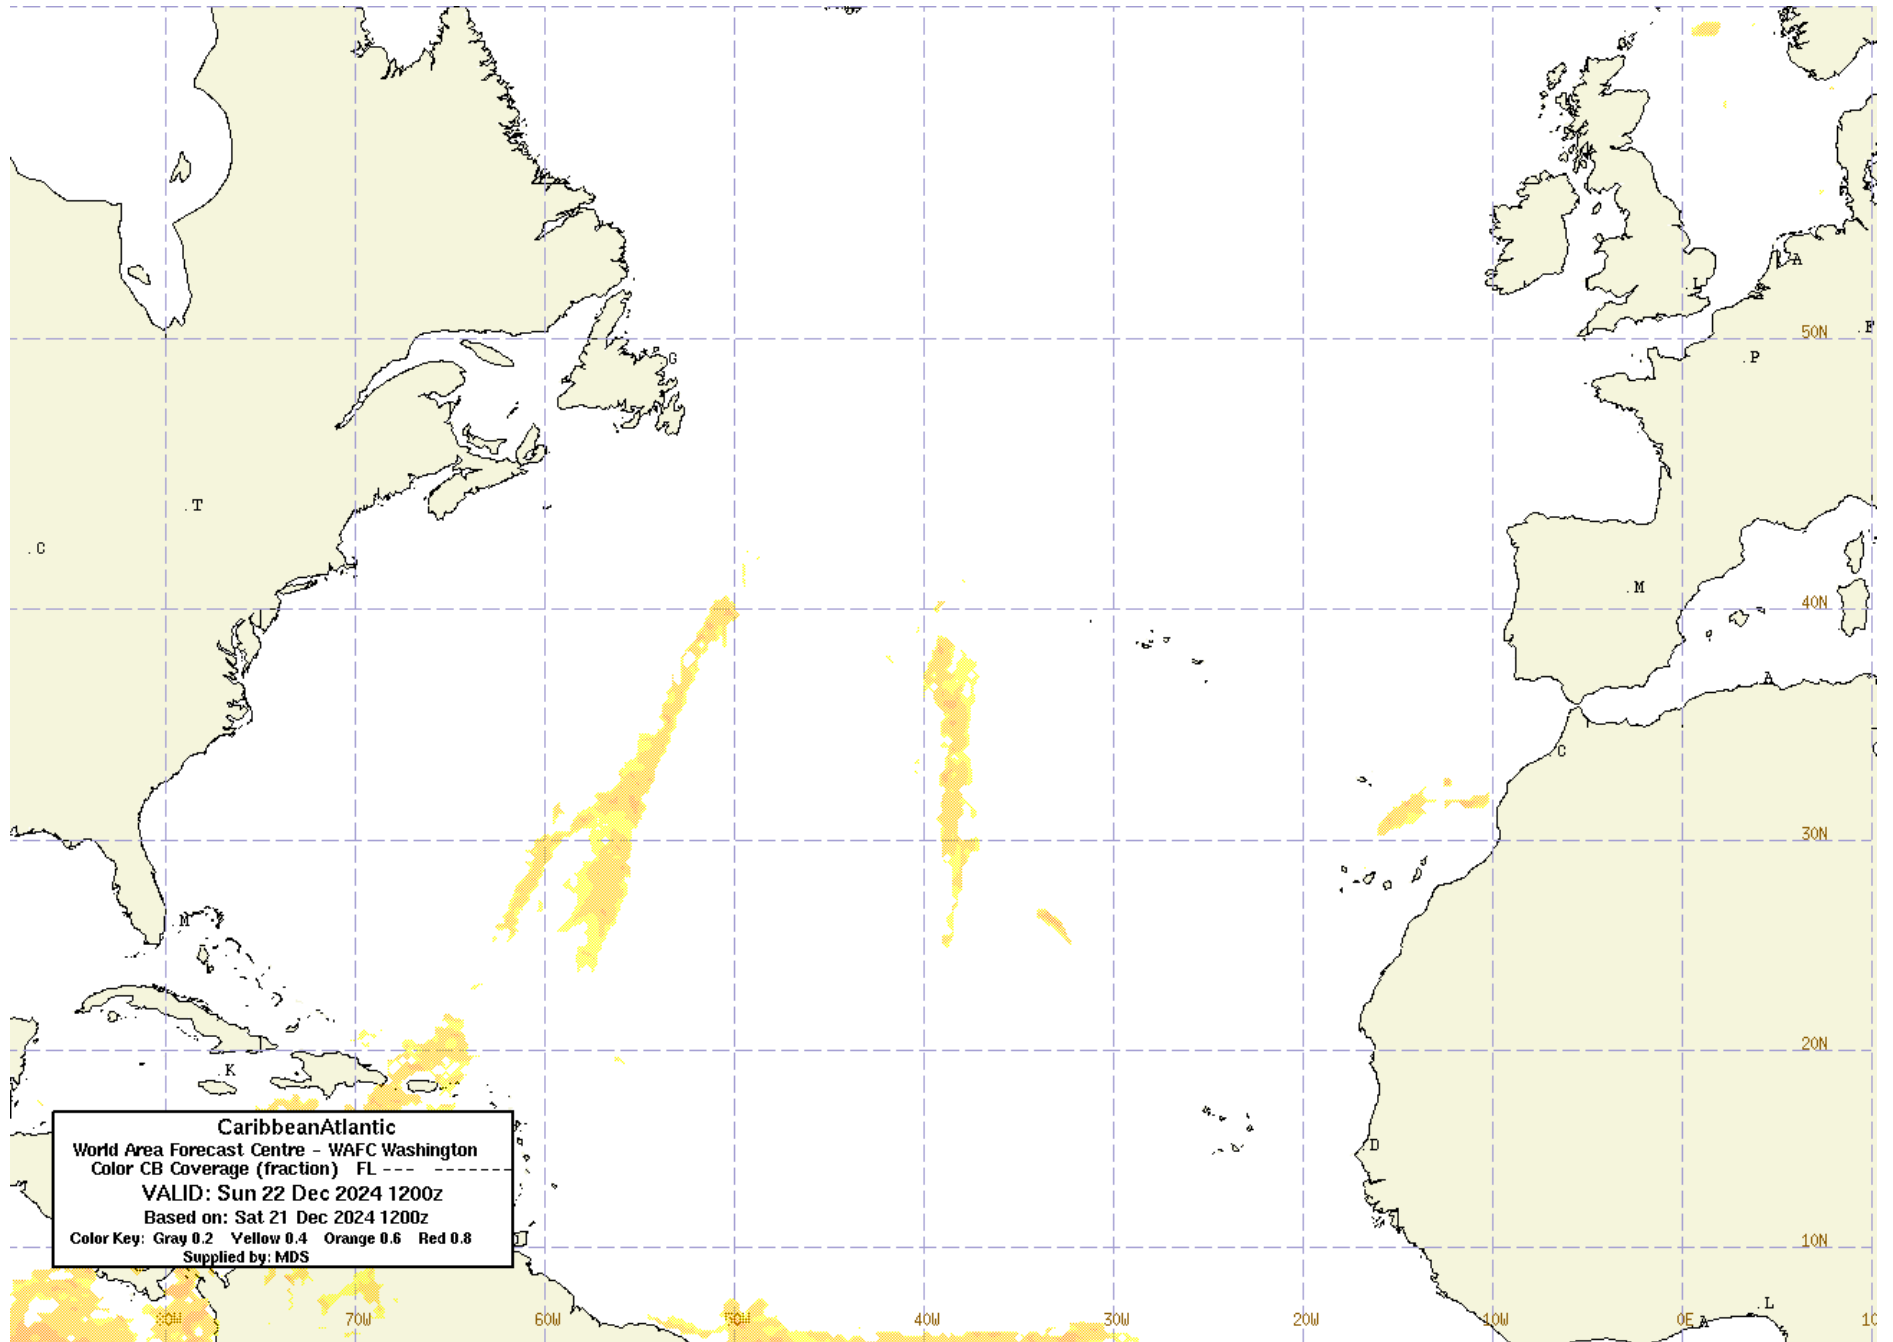 L
A
50N
F
G
P
T
C
M
40N
A
C
30N
M
20N
K
D
CaribbeanAtlantic
World Area Forecast Centre - WAFC Washington
Color CB Coverage (fraction) FL --- --------
VALID: Sun 22 Dec 2024 1200z
Based on: Sat 21 Dec 2024 1200z
Color Key: Gray 0.2 Yellow 0.4 Orange 0.6 Red 0.8
Supplied by: MDS
10N
L
A
80W 70W 60W 50W 40W 30W 20W 10W 0E 10